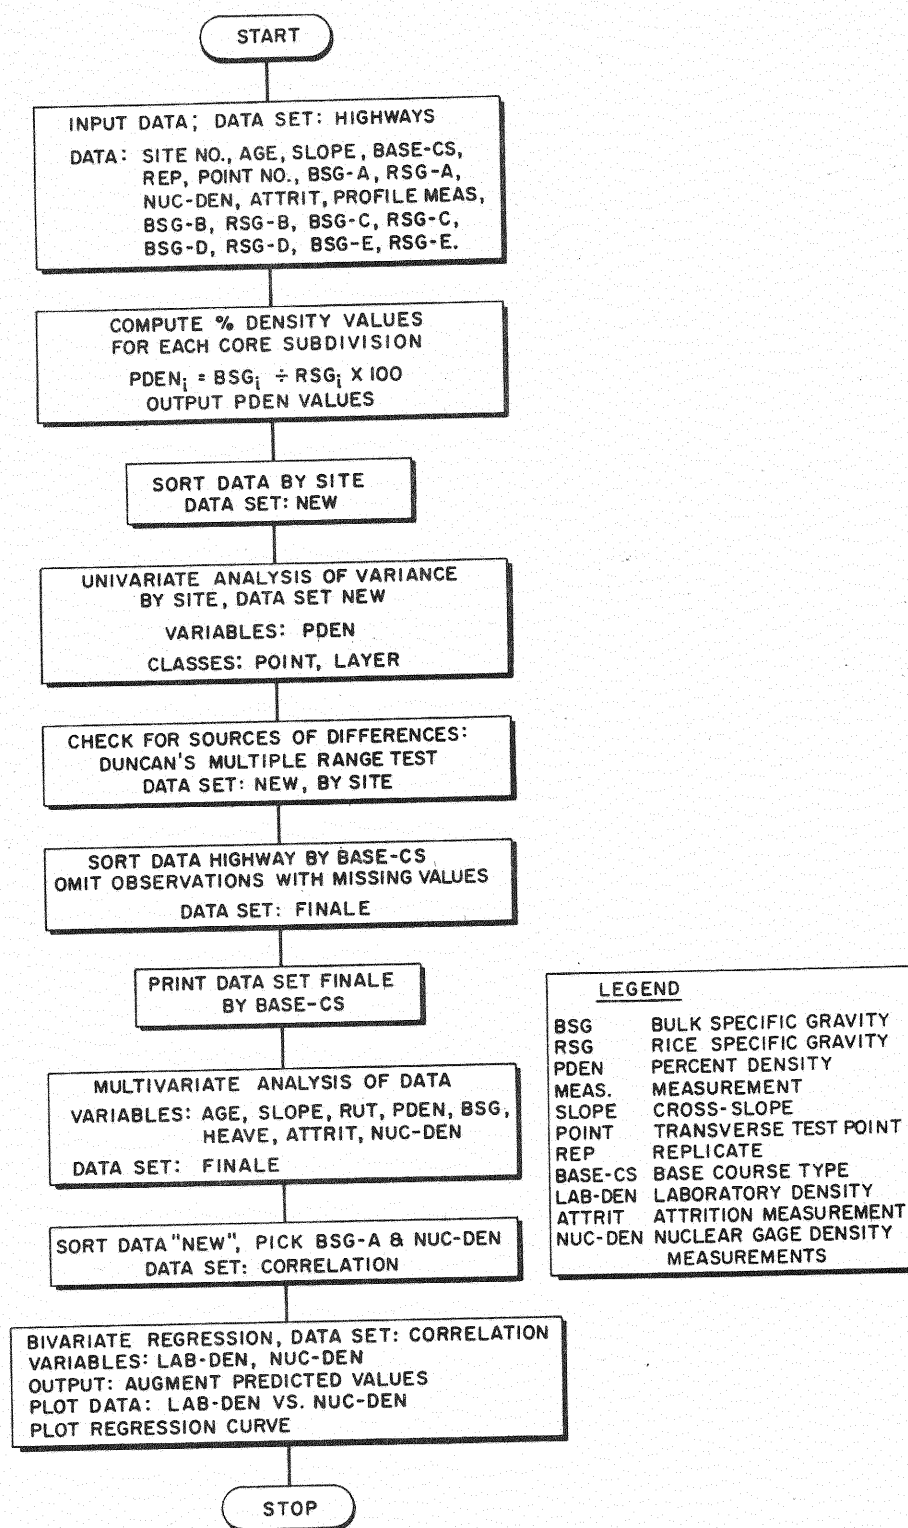 START
INPUT DATA; DATA SET: HIGHWAYS
DATA: SITE NO., AGE, SLOPE, BASE-CS,
REP, POINT NO., BSG-A, RSG-A,
NUC-DEN, ATTRIT, PROFILE MEAS,
BSG-B, RSG-B, BSG-C, RSG-C,
BSG-D, RSG-D, BSG-E, RSG-E.
COMPUTE % DENSITY VALUES
FOR EACH CORE SUBDIVISION
PDENi = BSGi ÷ RSGi X 100
OUTPUT PDEN VALUES
SORT DATA BY SITE
DATA SET: NEW
UNIVARIATE ANALYSIS OF VARIANCE
BY SITE, DATA SET NEW
VARIABLES: PDEN
CLASSES: POINT, LAYER
CHECK FOR SOURCES OF DIFFERENCES:
DUNCAN'S MULTIPLE RANGE TEST
DATA SET: NEW, BY SITE
SORT DATA HIGHWAY BY BASE-CS
OMIT OBSERVATIONS WITH MISSING VALUES
DATA SET: FINALE
PRINT DATA SET FINALE
BY BASE-CS
MULTIVARIATE ANALYSIS OF DATA
VARIABLES: AGE, SLOPE, RUT, PDEN, BSG,
HEAVE, ATTRIT, NUC-DEN
DATA SET: FINALE
SORT DATA "NEW", PICK BSG-A & NUC-DEN
DATA SET: CORRELATION
BIVARIATE REGRESSION, DATA SET: CORRELATION
VARIABLES: LAB-DEN, NUC-DEN
OUTPUT: AUGMENT PREDICTED VALUES
PLOT DATA: LAB-DEN VS. NUC-DEN
PLOT REGRESSION CURVE
STOP
LEGEND
BSG BULK SPECIFIC GRAVITY
RSG RICE SPECIFIC GRAVITY
PDEN PERCENT DENSITY
MEAS. MEASUREMENT
SLOPE CROSS-SLOPE
POINT TRANSVERSE TEST POINT
REP REPLICATE
BASE-CS BASE COURSE TYPE
LAB-DEN LABORATORY DENSITY
ATTRIT ATTRITION MEASUREMENT
NUC-DEN NUCLEAR GAGE DENSITY
MEASUREMENTS